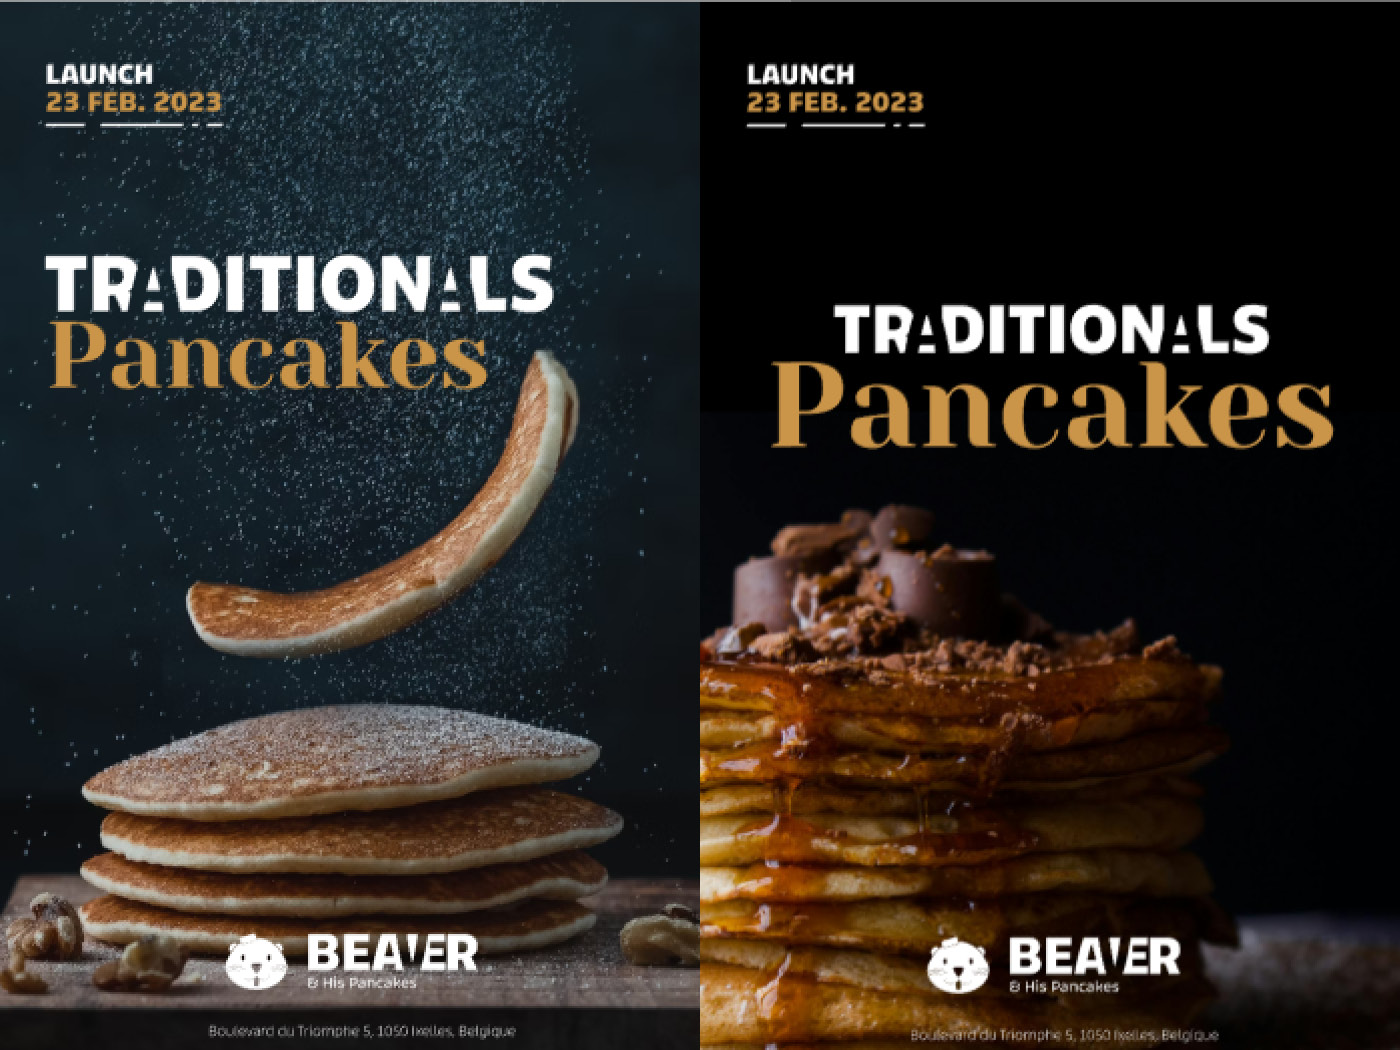 LAUNCH
23 FEB. 2023
TRADITIONALS
Pancakes
BEAVER
& His Pancakes
Boulevard du Triomphe 5, 1050 Ixelles, Belgique
LAUNCH
23 FEB. 2023
TRADITIONALS
Pancakes
BEAVER
& His Pancakes
Boulevard du Triomphe 5, 1050 Ixelles, Belgique